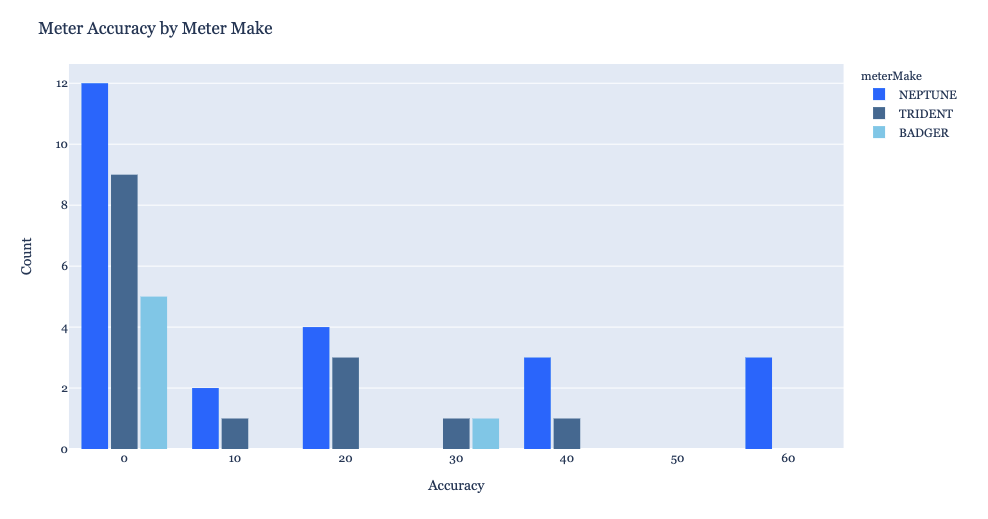 Meter Accuracy by Meter Make
meterMake
NEPTUNE
TRIDENT
BADGER
12
10
8
6
4
2
0
Count
0 10 20 30 40 50 60
Accuracy